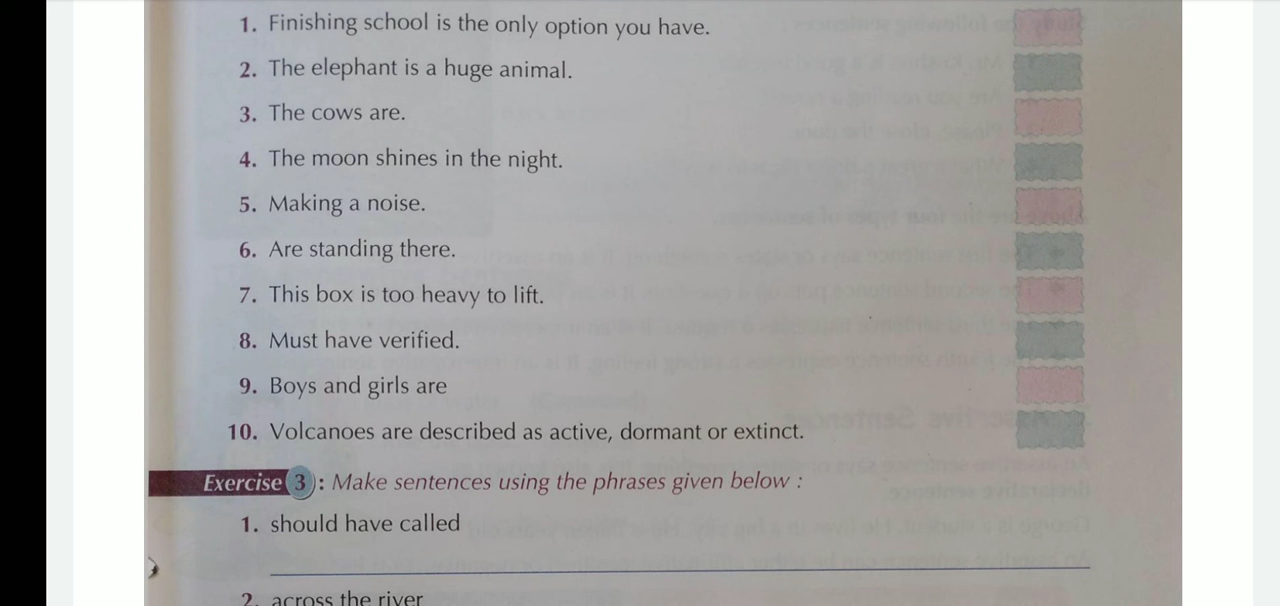 1. Finishing school is the only option you have.
2. The elephant is a huge animal.
3. The cows are.
4. The moon shines in the night.
5. Making a noise.
6. Are standing there.
7. This box is too heavy to lift.
8. Must have verified.
9. Boys and girls are
10. Volcanoes are described as active, dormant or extinct.
Exercise 3 : Make sentences using the phrases given below :
1. should have called
2. across the river